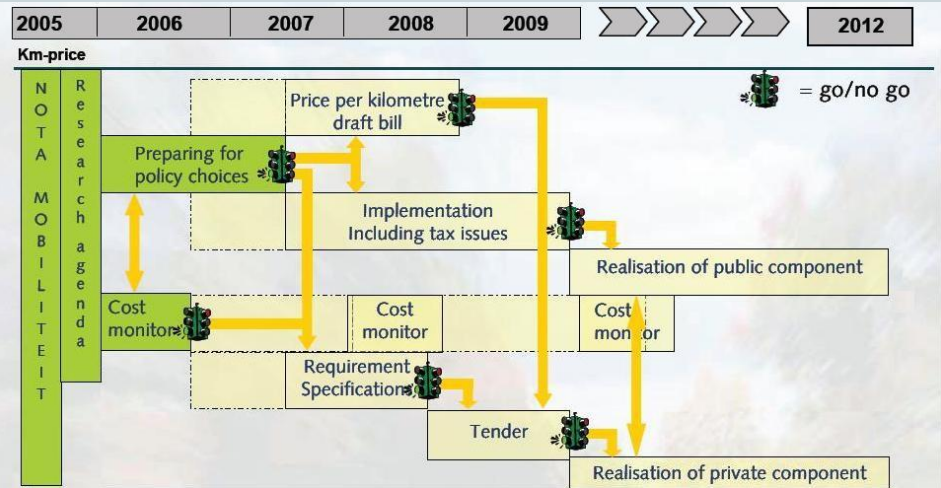 2005 2006 2007 2008 2009 2012
Km-price
NOTA MOBILITEIT
Research agenda
= go/no go
Price per kilometre
draft bill
Preparing for
policy choices
Implementation
Including tax issues
Realisation of public component
Cost
monitor
Cost
monitor
Cost
monitor
Requirement
Specifications
Tender
Realisation of private component